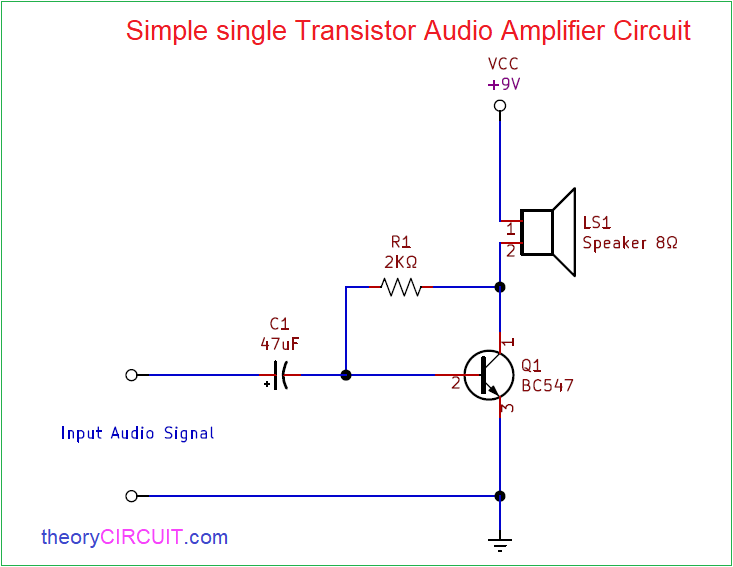 Simple single Transistor Audio Amplifier Circuit
VCC
+9V
1
2
LS1
Speaker 8Ω
R1
2KΩ
C1
47uF
+
1
2
3
Q1
BC547
Input Audio Signal
theoryCIRCUIT.com